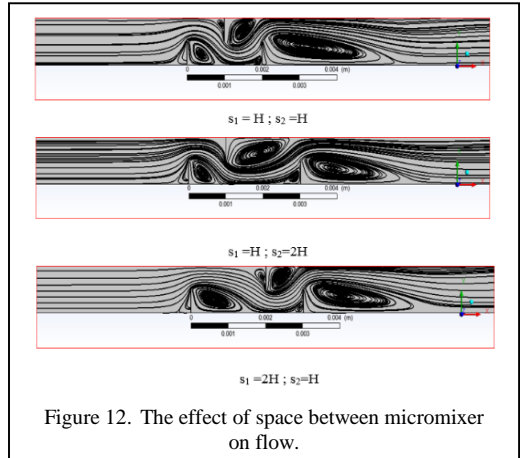 0 0.002 0.004 (m)
0.001 0.003
s₁ = H ; s₂ =H
0 0.002 0.004 (m)
0.001 0.003
s₁ =H ; s₂=2H
0 0.002 0.004 (m)
0.001 0.003
s₁ =2H ; s₂=H
Figure 12. The effect of space between micromixer
on flow.